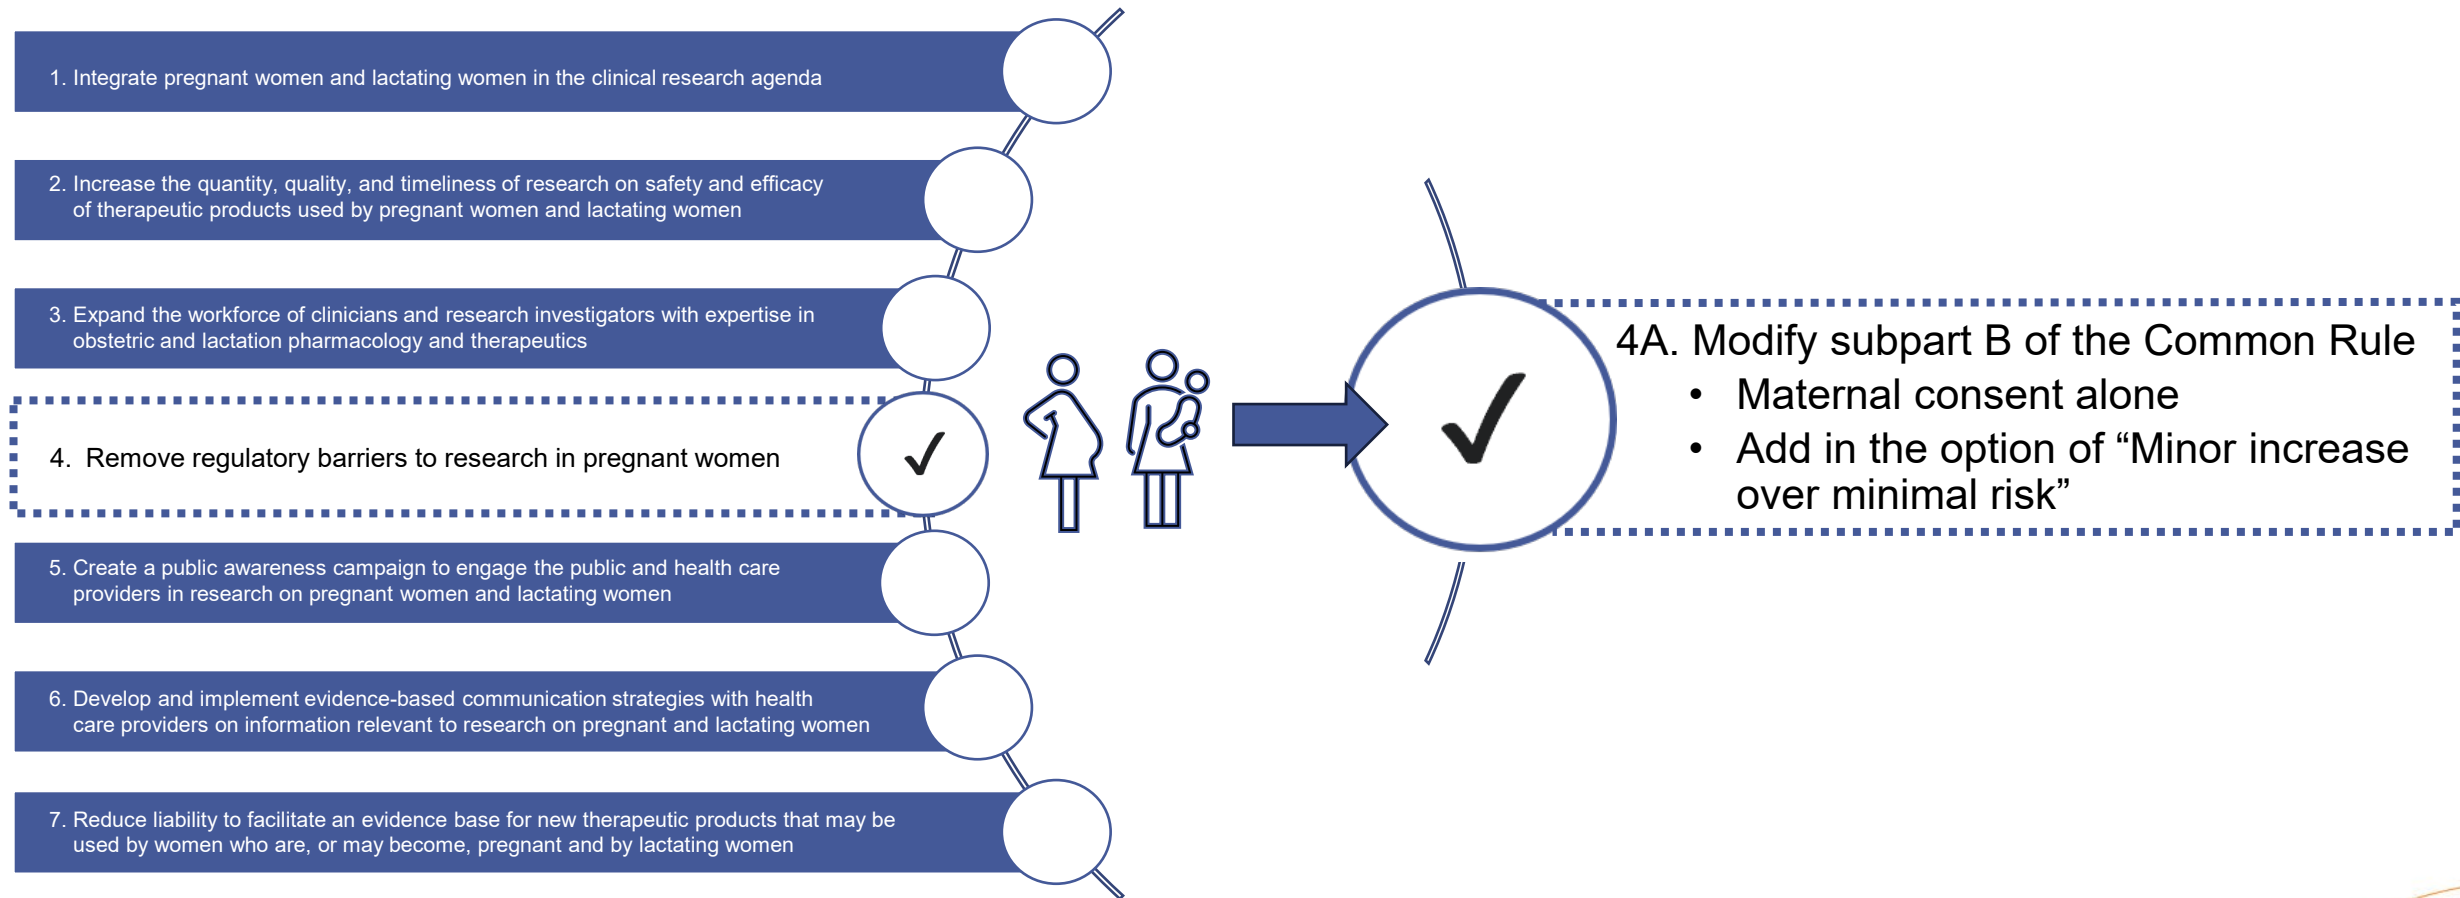 1. Integrate pregnant women and lactating women in the clinical research agenda
2. Increase the quantity, quality, and timeliness of research on safety and efficacy
of therapeutic products used by pregnant women and lactating women
3. Expand the workforce of clinicians and research investigators with expertise in
obstetric and lactation pharmacology and therapeutics
4. Remove regulatory barriers to research in pregnant women
5. Create a public awareness campaign to engage the public and health care
providers in research on pregnant women and lactating women
6. Develop and implement evidence-based communication strategies with health
care providers on information relevant to research on pregnant and lactating women
7. Reduce liability to facilitate an evidence base for new therapeutic products that may be
used by women who are, or may become, pregnant and by lactating women
4A. Modify subpart B of the Common Rule
• Maternal consent alone
• Add in the option of “Minor increase
over minimal risk”